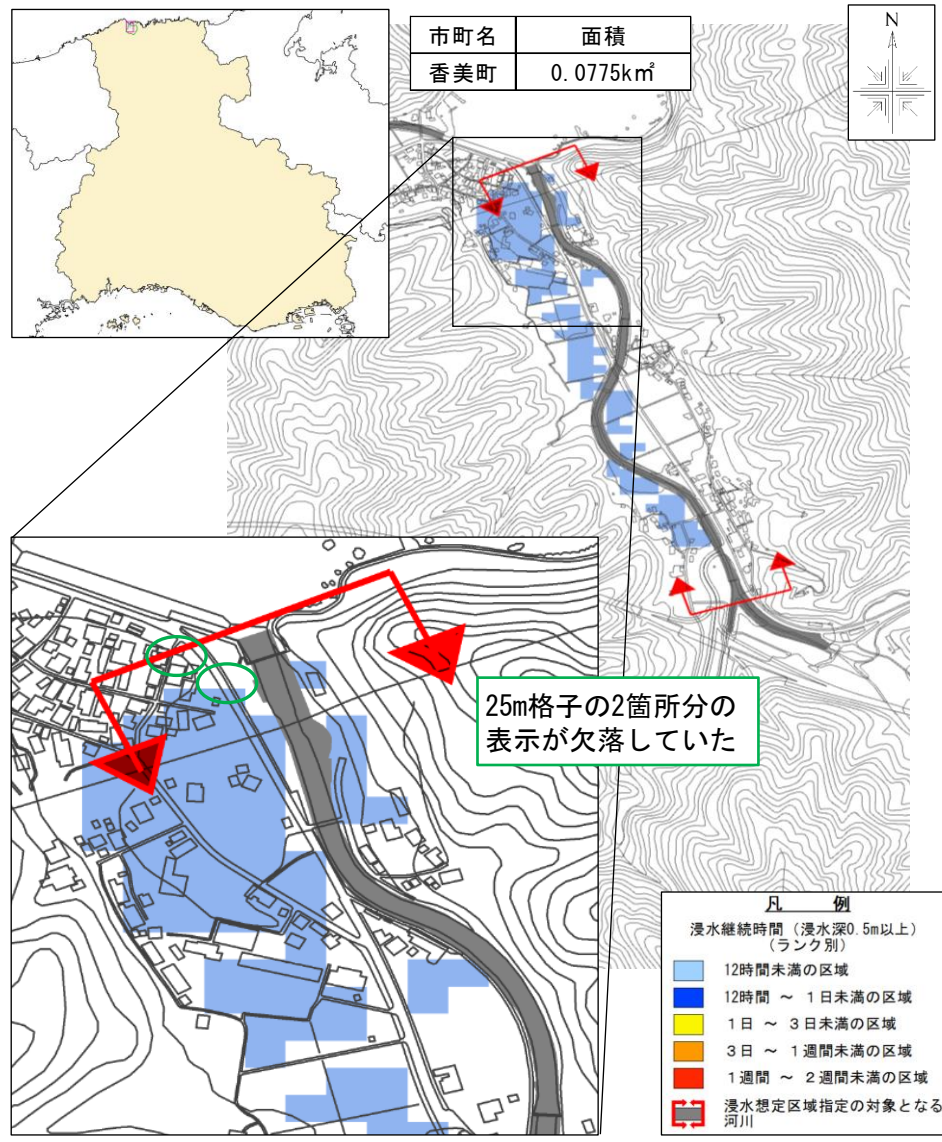 市町名 面積
香美町 0.0775k㎡
N
25m格子の2箇所分の
表示が欠落していた
凡 例
浸水継続時間（浸水深0.5m以上）
（ランク別）
12時間未満の区域
12時間 ～ 1日未満の区域
1日 ～ 3日未満の区域
3日 ～ 1週間未満の区域
1週間 ～ 2週間未満の区域
浸水想定区域指定の対象となる
河川